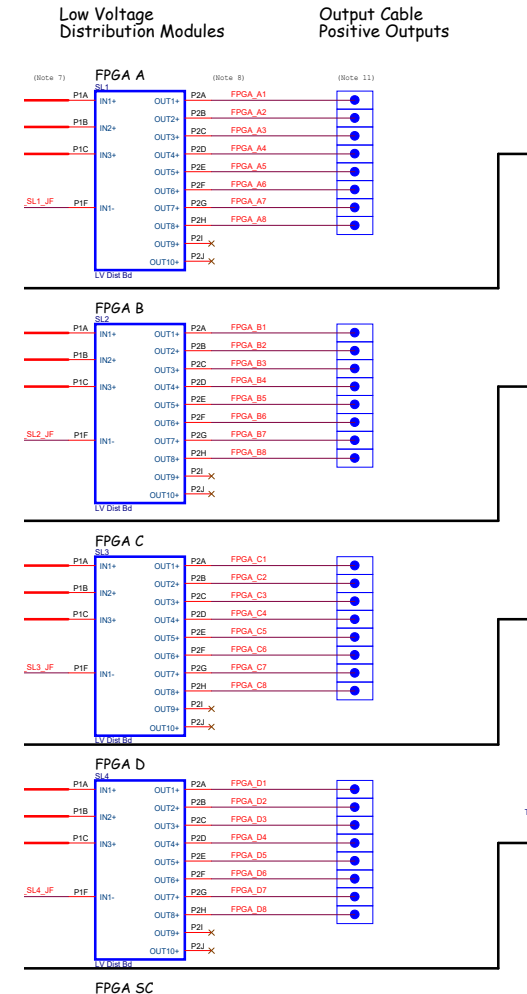 Low Voltage
Distribution Modules
Output Cable
Positive Outputs
(Note 7)
FPGA A
(Note 8)
(Note 11)
SL1
P1A IN1+ OUT1+ P2A FPGA_A1
OUT2+ P2B FPGA_A2
P1B IN2+ OUT3+ P2C FPGA_A3
P1C IN3+ OUT4+ P2D FPGA_A4
OUT5+ P2E FPGA_A5
OUT6+ P2F FPGA_A6
SL1_JF P1F IN1- OUT7+ P2G FPGA_A7
OUT8+ P2H FPGA_A8
OUT9+ P2I
OUT10+ P2J
LV Dist Bd
FPGA B
SL2
P1A IN1+ OUT1+ P2A FPGA_B1
OUT2+ P2B FPGA_B2
P1B IN2+ OUT3+ P2C FPGA_B3
P1C IN3+ OUT4+ P2D FPGA_B4
OUT5+ P2E FPGA_B5
OUT6+ P2F FPGA_B6
SL2_JF P1F IN1- OUT7+ P2G FPGA_B7
OUT8+ P2H FPGA_B8
OUT9+ P2I
OUT10+ P2J
LV Dist Bd
FPGA C
SL3
P1A IN1+ OUT1+ P2A FPGA_C1
OUT2+ P2B FPGA_C2
P1B IN2+ OUT3+ P2C FPGA_C3
P1C IN3+ OUT4+ P2D FPGA_C4
OUT5+ P2E FPGA_C5
OUT6+ P2F FPGA_C6
SL3_JF P1F IN1- OUT7+ P2G FPGA_C7
OUT8+ P2H FPGA_C8
OUT9+ P2I
OUT10+ P2J
LV Dist Bd
FPGA D
SL4
P1A IN1+ OUT1+ P2A FPGA_D1
OUT2+ P2B FPGA_D2
P1B IN2+ OUT3+ P2C FPGA_D3
P1C IN3+ OUT4+ P2D FPGA_D4
OUT5+ P2E FPGA_D5
OUT6+ P2F FPGA_D6
SL4_JF P1F IN1- OUT7+ P2G FPGA_D7
OUT8+ P2H FPGA_D8
OUT9+ P2I
OUT10+ P2J
LV Dist Bd
FPGA SC